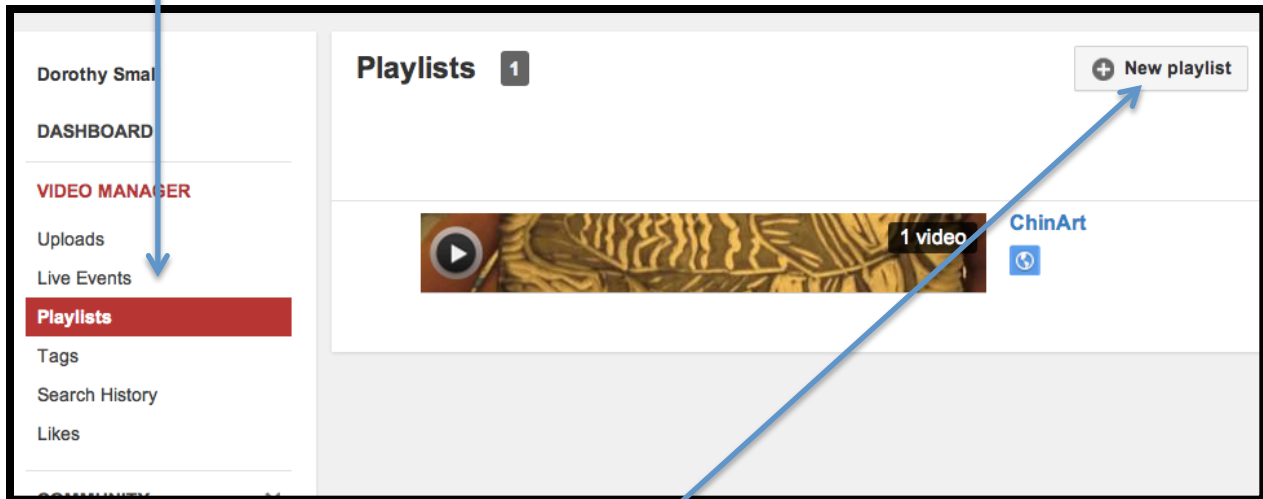 Dorothy Smal
DASHBOARD
VIDEO MANAGER
Uploads
Live Events
Playlists
Tags
Search History
Likes
COMMUNITY
Playlists 1
New playlist
1 video
ChinArt